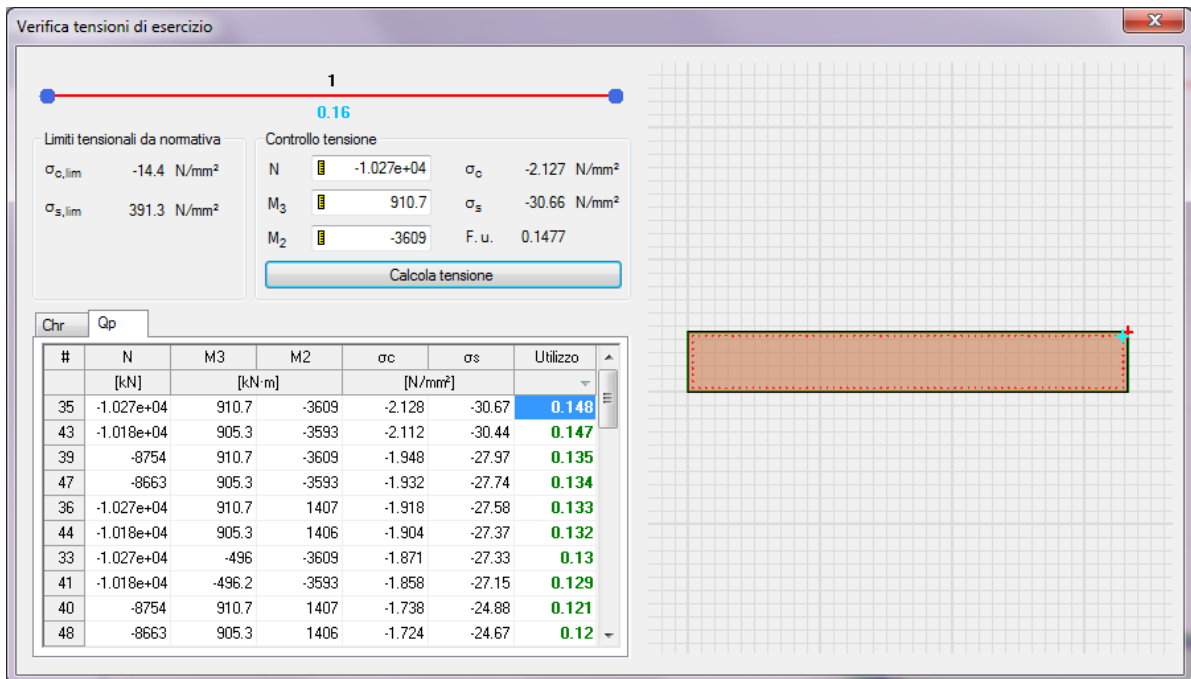 Verifica tensioni di esercizio
x
1
0.16
Limiti tensionali da normativa
σc,lim -14.4 N/mm²
σs,lim 391.3 N/mm²
Controllo tensione
N -1.027e+04 σc -2.127 N/mm²
M3 910.7 σs -30.66 N/mm²
M2 -3609 F. u. 0.1477
Calcola tensione
Chr Qp
# N M3 M2 σc σs Utilizzo
[kN] [kN·m] [N/mm²]
35 -1.027e+04 910.7 -3609 -2.128 -30.67 0.148
43 -1.018e+04 905.3 -3593 -2.112 -30.44 0.147
39 -8754 910.7 -3609 -1.948 -27.97 0.135
47 -8663 905.3 -3593 -1.932 -27.74 0.134
36 -1.027e+04 910.7 1407 -1.918 -27.58 0.133
44 -1.018e+04 905.3 1406 -1.904 -27.37 0.132
33 -1.027e+04 -496 -3609 -1.871 -27.33 0.13
41 -1.018e+04 -496.2 -3593 -1.858 -27.15 0.129
40 -8754 910.7 1407 -1.738 -24.88 0.121
48 -8663 905.3 1406 -1.724 -24.67 0.12